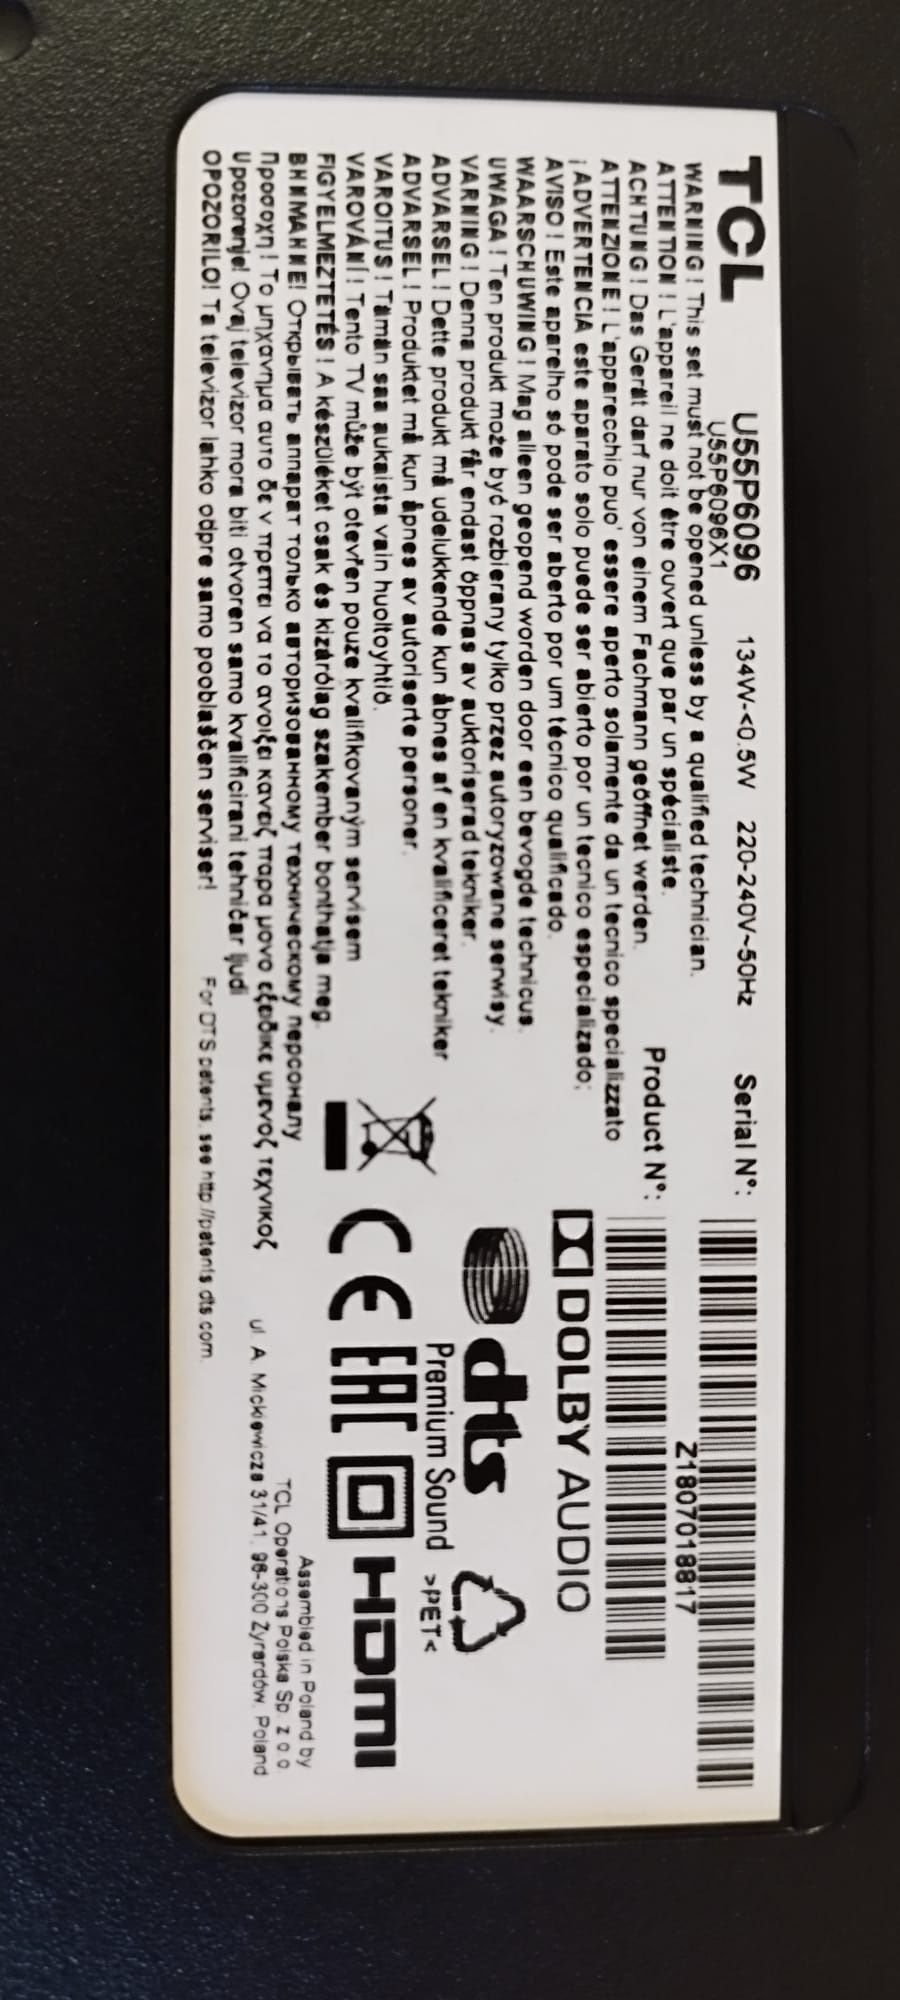 TCL U55P6096 134W-<0.5W 220-240V~50Hz Serial N°:
U55P6096X1
Z1807018817
WARNING ! This set must not be opened unless by a qualified technician.
ATTENTION ! L'appareil ne doit être ouvert que par un spécialiste.
Product N°:
ACHTUNG ! Das Gerät darf nur von einem Fachmann geöffnet werden.
ATTENZIONE ! L'apparecchio puo' essere aperto solamente da un tecnico specializzato
¡ ADVERTENCIA este aparato solo puede ser abierto por un tecnico especializado;
AVISO ! Este aparelho só pode ser aberto por um técnico qualificado.
WAARSCHUWING ! Mag alleen geopend worden door een bevogde technicus.
UWAGA ! Ten produkt może być rozbierany tylko przez autoryzowane serwisy.
VARNING ! Denna produkt får endast öppnas av auktoriserad tekniker.
ADVARSEL ! Dette produkt må udelukkende kun åbnes af en kvalificeret tekniker
ADVARSEL ! Produktet må kun åpnes av autoriserte personer.
VAROITUS ! Tämän saa aukaista vain huoltoyhtiö.
VAROVÁNÍ ! Tento TV může být otevřen pouze kvalifikovaným servisem
FIGYELMEZTETÉS ! A készüléket csak és kizárólag szakember bonthatja meg.
ВНИМАНИЕ! Открывать аппарат только авторизованному техническому персоналу
Προσοχη ! Το μηχανημα αυτο δε ν πρεπει να το ανοιξει κανεις παρα μονο εξειδικε υμενος τεχνικος
Upozorenje! Ovaj televizor mora biti otvoren samo kvalificirani tehničar ljudi
OPOZORILO! Ta televizor lahko odpre samo pooblaščen serviser!
For DTS patents, see http://patents.dts.com.
DOLBY AUDIO
dts
Premium Sound
>PET<
CE EAC HDMI
Assembled in Poland by
TCL Operations Polska Sp. z o.o
ul. A. Mickiewicza 31/41, 96-300 Żyrardów, Poland